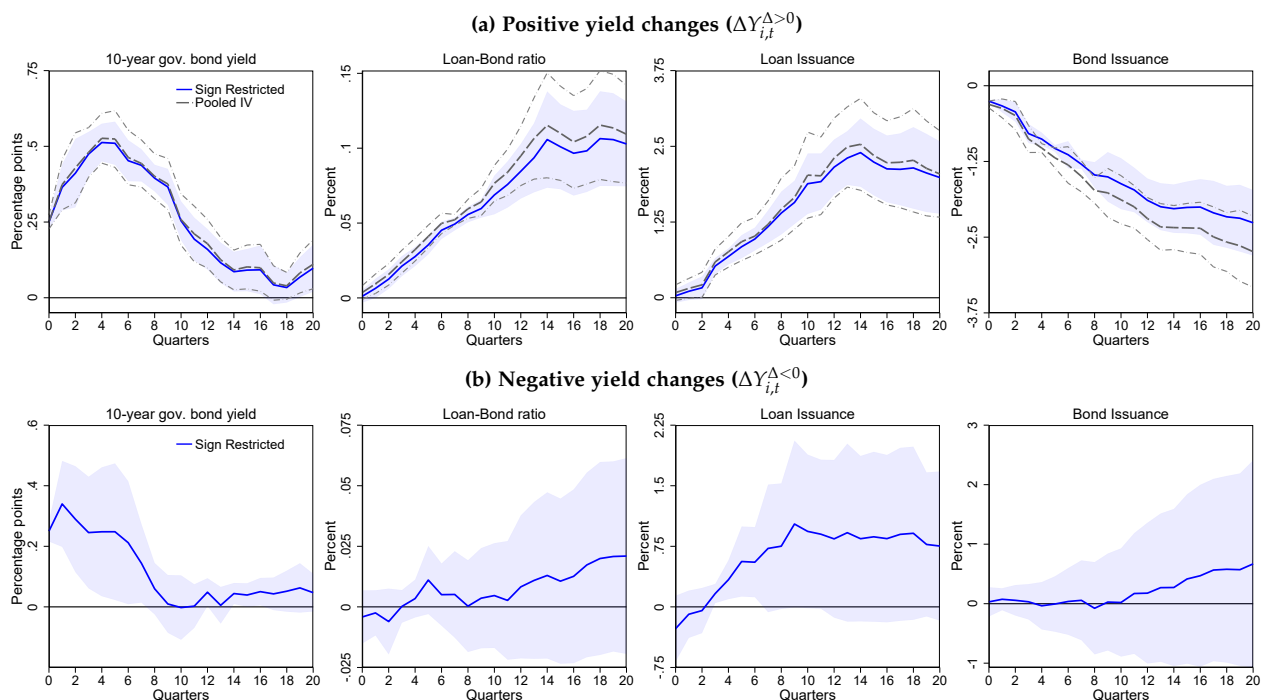 (a) Positive yield changes (ΔY_{i,t}^{Δ>0})
10-year gov. bond yield
Percentage points
.75
.5
.25
0
Sign Restricted
Pooled IV
0 2 4 6 8 10 12 14 16 18 20
Quarters
Loan-Bond ratio
Percent
.15
.1
.05
0
0 2 4 6 8 10 12 14 16 18 20
Quarters
Loan Issuance
Percent
3.75
2.5
1.25
0
0 2 4 6 8 10 12 14 16 18 20
Quarters
Bond Issuance
Percent
0
-1.25
-2.5
-3.75
0 2 4 6 8 10 12 14 16 18 20
Quarters
(b) Negative yield changes (ΔY_{i,t}^{Δ<0})
10-year gov. bond yield
Percentage points
.6
.4
.2
0
Sign Restricted
0 2 4 6 8 10 12 14 16 18 20
Quarters
Loan-Bond ratio
Percent
.075
.05
.025
0
-.025
0 2 4 6 8 10 12 14 16 18 20
Quarters
Loan Issuance
Percent
2.25
1.5
.75
0
-.75
0 2 4 6 8 10 12 14 16 18 20
Quarters
Bond Issuance
Percent
3
2
1
0
-1
0 2 4 6 8 10 12 14 16 18 20
Quarters